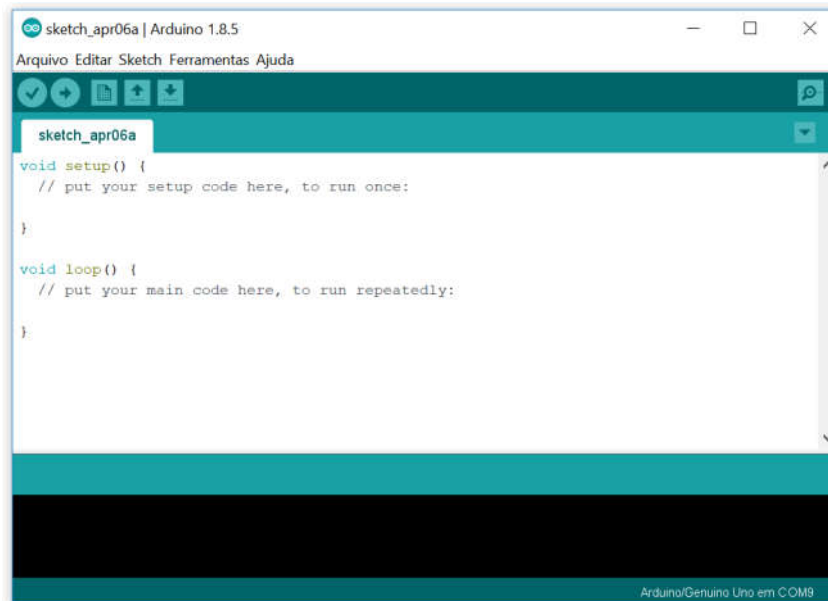 sketch_apr06a | Arduino 1.8.5
Arquivo Editar Sketch Ferramentas Ajuda
sketch_apr06a
void setup() {
// put your setup code here, to run once:
}
void loop() {
// put your main code here, to run repeatedly:
}
Arduino/Genuino Uno em COM9